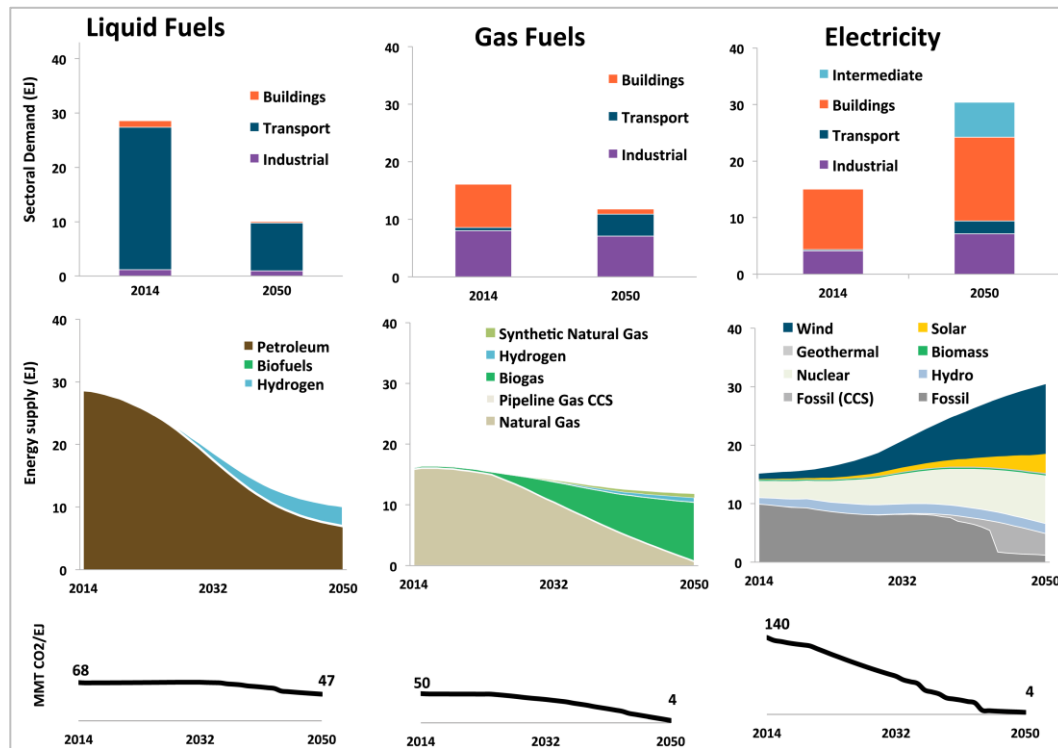 Liquid Fuels
Gas Fuels
Electricity
Sectoral Demand (EJ)
40
30
20
10
0
Buildings
Transport
Industrial
2014
2050
40
30
20
10
0
Buildings
Transport
Industrial
2014
2050
40
30
20
10
0
Intermediate
Buildings
Transport
Industrial
2014
2050
Energy supply (EJ)
40
30
20
10
0
Petroleum
Biofuels
Hydrogen
2014
2032
2050
40
30
20
10
0
Synthetic Natural Gas
Hydrogen
Biogas
Pipeline Gas CCS
Natural Gas
2014
2032
2050
40
30
20
10
0
Wind
Solar
Geothermal
Biomass
Nuclear
Hydro
Fossil (CCS)
Fossil
2014
2032
2050
MMT CO2/EJ
68
47
2014
2032
2050
50
4
2014
2032
2050
140
4
2014
2032
2050